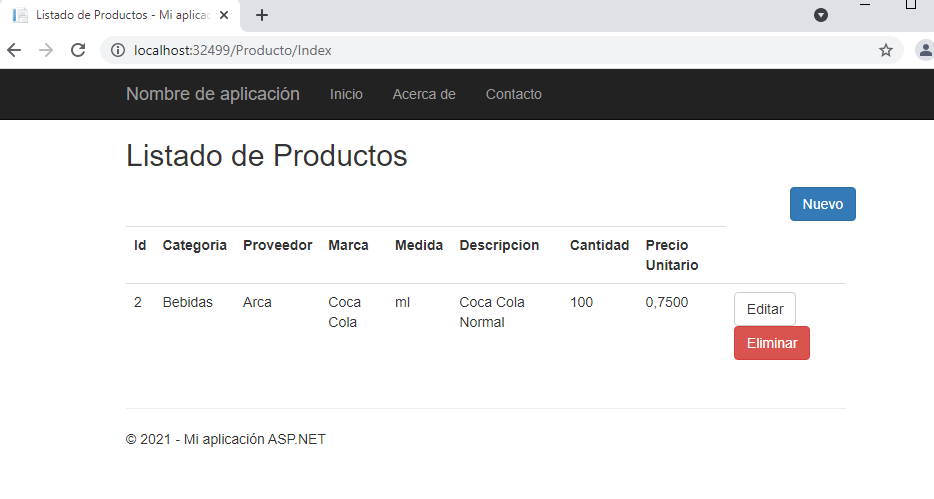 Listado de Productos - Mi aplicac
localhost:32499/Producto/Index
Nombre de aplicación Inicio Acerca de Contacto
Listado de Productos
Nuevo
Id Categoria Proveedor Marca Medida Descripcion Cantidad Precio
Unitario
2 Bebidas Arca Coca ml Coca Cola 100 0,7500 Editar
Cola Normal
Eliminar
© 2021 - Mi aplicación ASP.NET